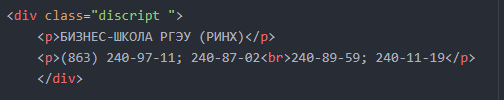 <div class="discript ">
<p>БИЗНЕС-ШКОЛА РГЭУ (РИНХ)</p>
<p>(863) 240-97-11; 240-87-02<br>240-89-59; 240-11-19</p>
</div>